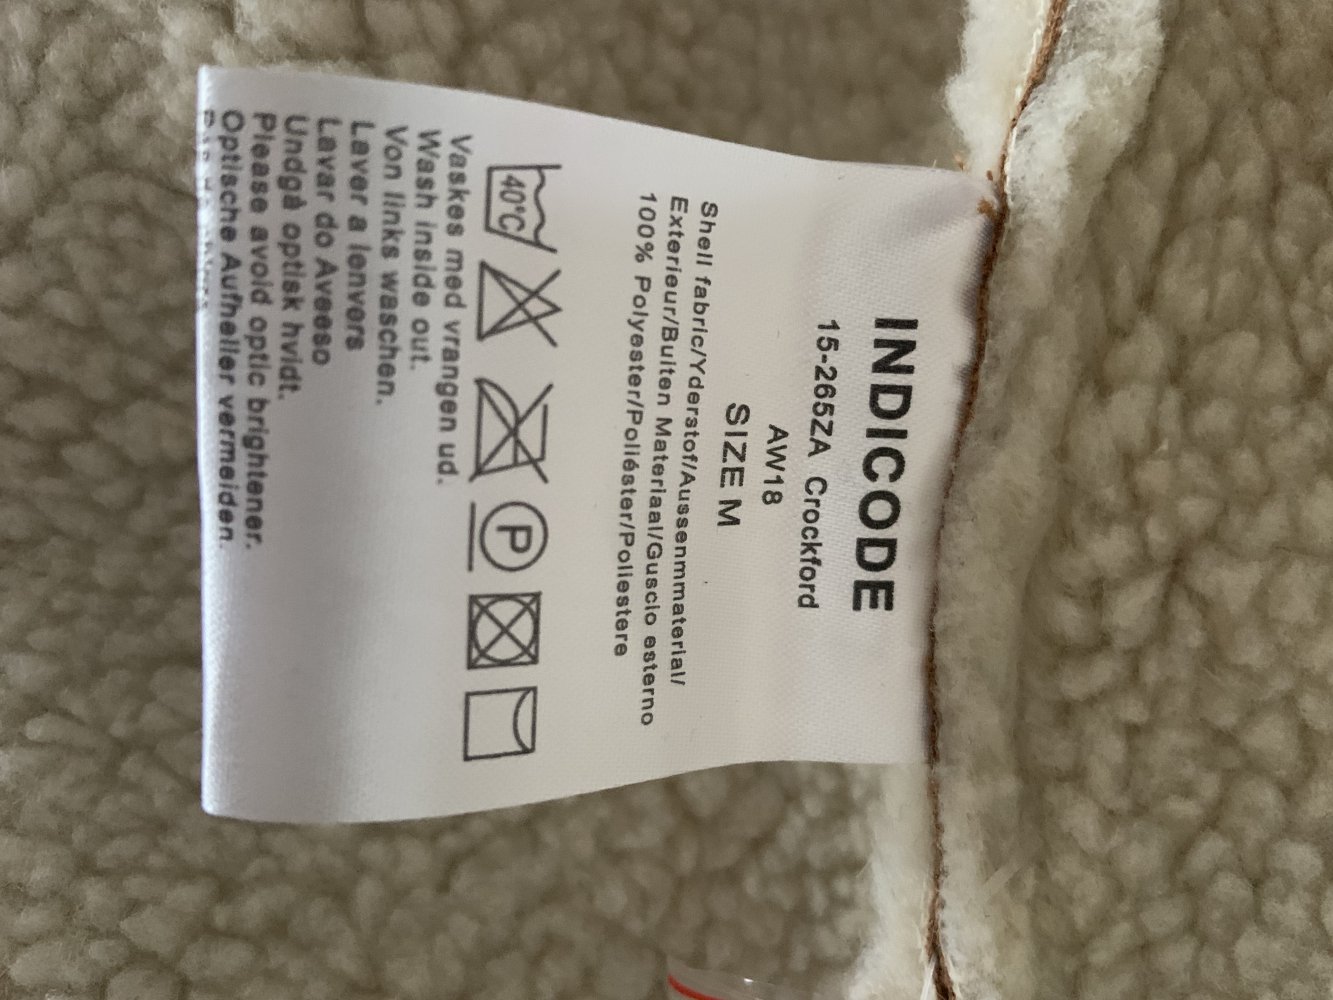 INDICODE
15-265ZA Crockford
AW18
SIZE M
Shell fabric/Yderstof/Aussenmmaterial/
Exterieur/Buiten Materiaal/Guscio esterno
100% Polyester/Poliéster/Poliestere
40°C
P
Vaskes med vrangen ud.
Wash inside out.
Von links waschen.
Laver a lenvers
Lavar do Aveeso
Undgå optisk hvidt.
Please avoid optic brightener.
Optische Aufheller vermeiden.